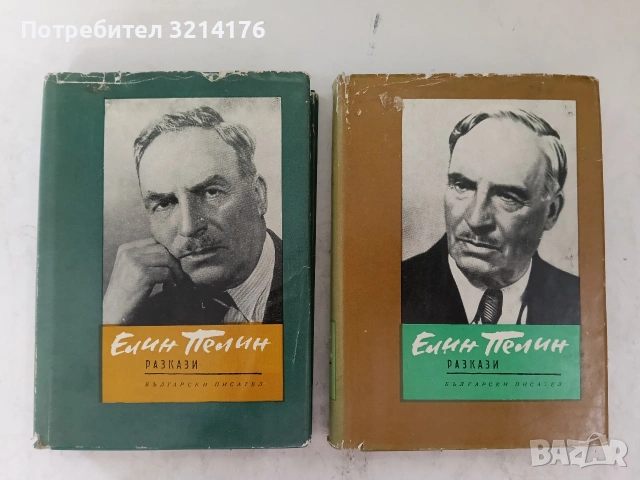 Потребител 3214176
Елин Пелин
РАЗКАЗИ
БЪЛГАРСКИ ПИСАТЕЛ
Елин Пелин
РАЗКАЗИ
БЪЛГАРСКИ ПИСАТЕЛ
BAZAR